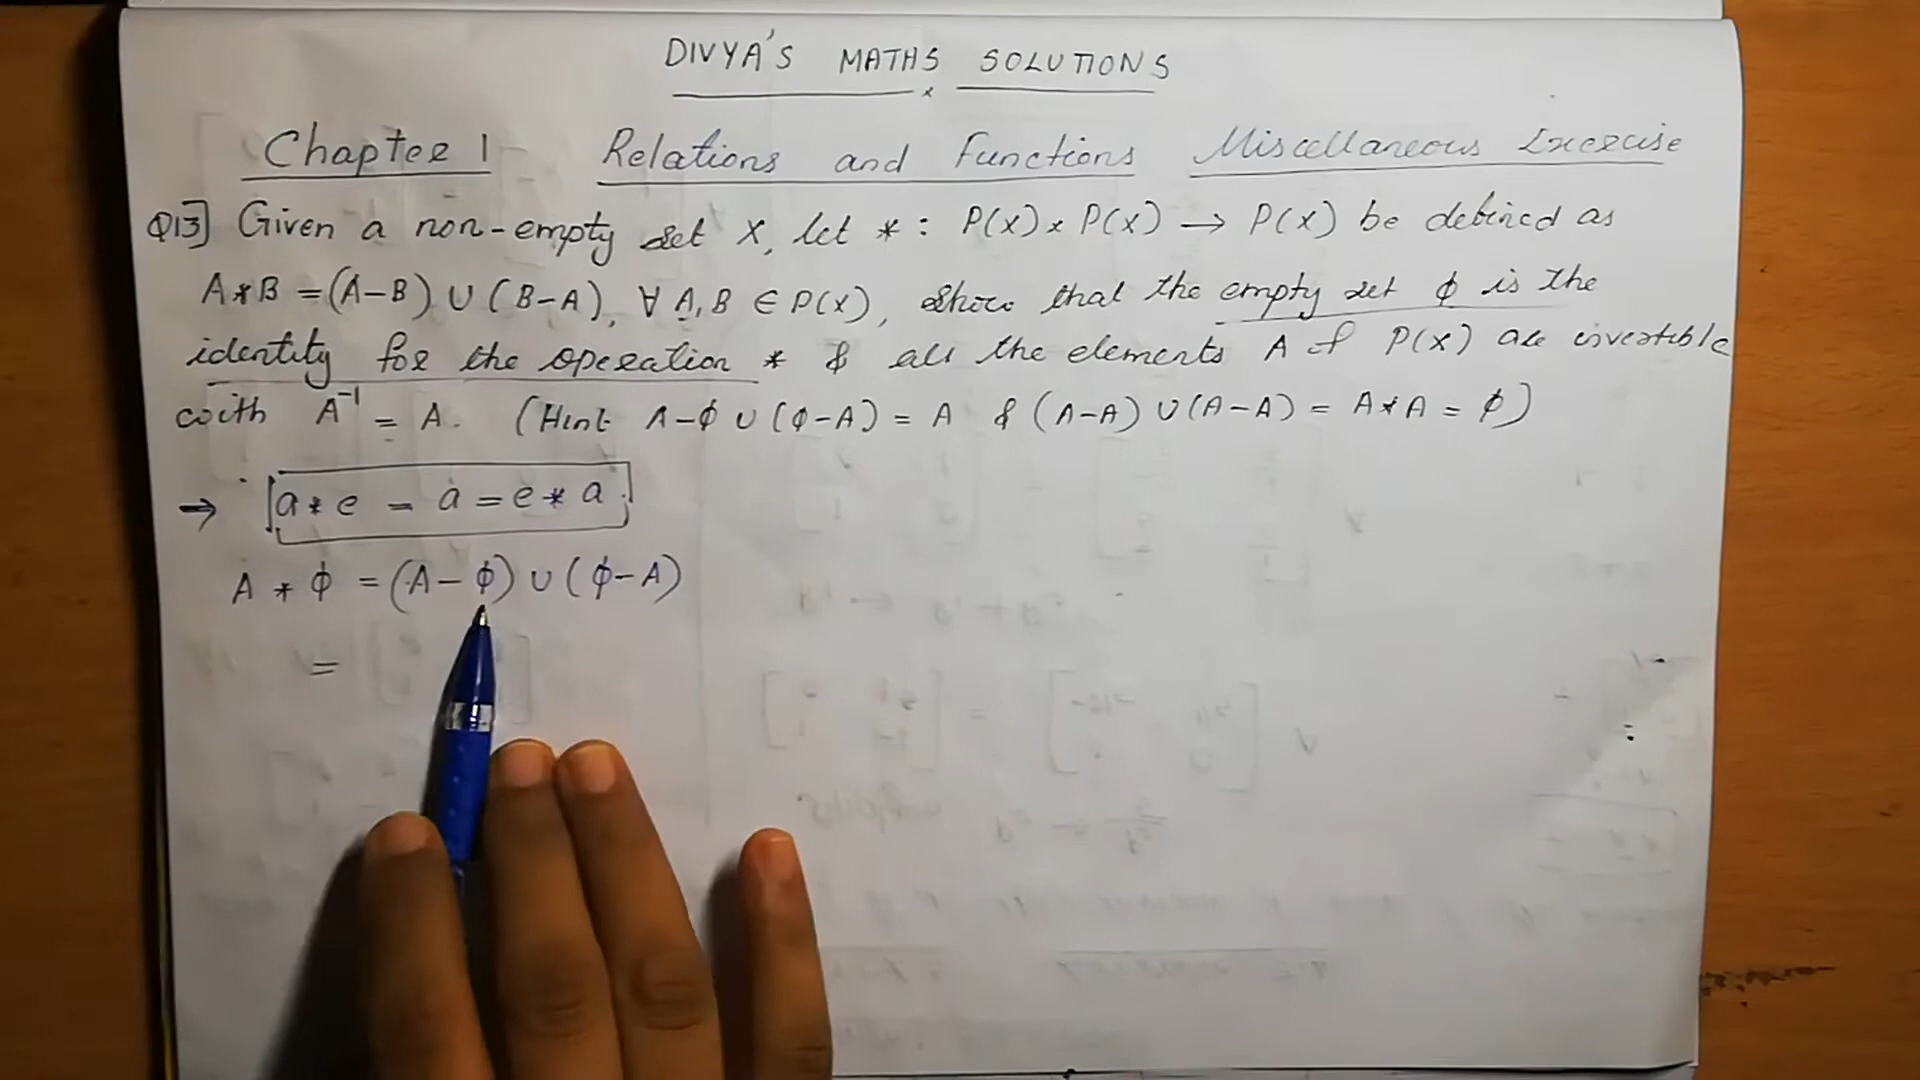 DIVYA'S MATHS SOLUTIONS
Chapter 1 Relations and Functions Miscellaneous Exercise
Q13] Given a non-empty set X, let * : P(X) × P(X) → P(X) be defined as
A*B = (A-B) ∪ (B-A), ∀ A, B ∈ P(X), show that the empty set ϕ is the
identity for the operation * & all the elements A of P(X) are invertible
with A⁻¹ = A. (Hint A-ϕ ∪ (ϕ-A) = A & (A-A) ∪ (A-A) = A*A = ϕ)
→ a * e = a = e * a
A * ϕ = (A-ϕ) ∪ (ϕ-A)
=